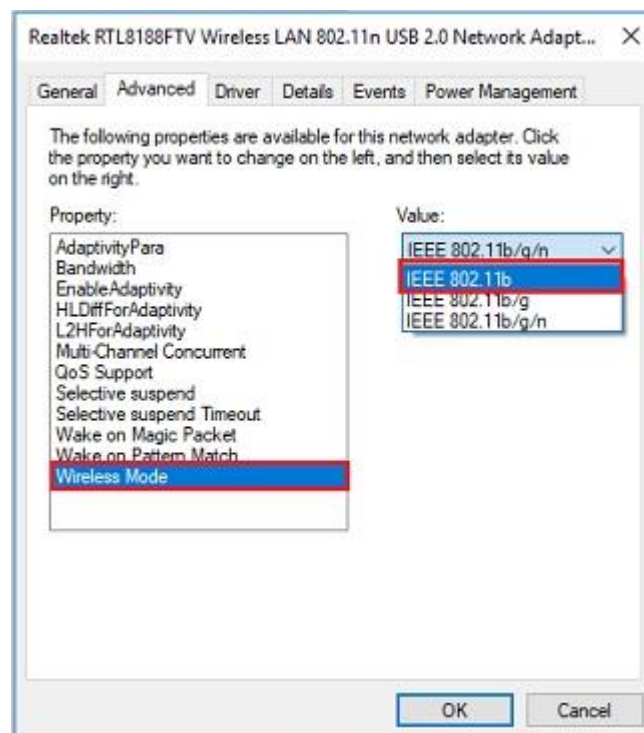 Realtek RTL8188FTV Wireless LAN 802.11n USB 2.0 Network Adapt...
General Advanced Driver Details Events Power Management
The following properties are available for this network adapter. Click
the property you want to change on the left, and then select its value
on the right.
Property:
AdaptivityPara
Bandwidth
EnableAdaptivity
HLDiffForAdaptivity
L2HForAdaptivity
Multi-Channel Concurrent
QoS Support
Selective suspend
Selective suspend Timeout
Wake on Magic Packet
Wake on Pattern Match
Wireless Mode
Value:
IEEE 802.11b/g/n
IEEE 802.11b
IEEE 802.11b/g
IEEE 802.11b/g/n
OK Cancel